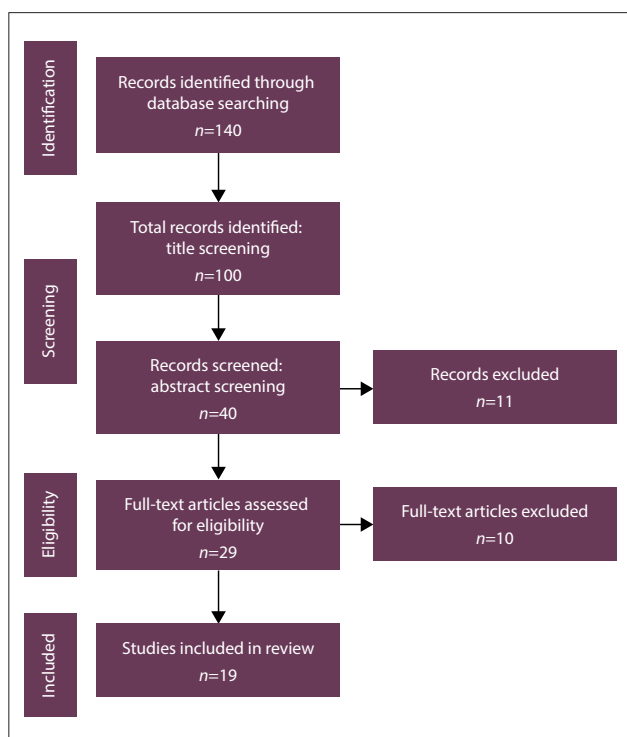 Identification
Records identified through
database searching
n=140
Screening
Total records identified:
title screening
n=100
Records screened:
abstract screening
n=40
Records excluded
n=11
Eligibility
Full-text articles assessed
for eligibility
n=29
Full-text articles excluded
n=10
Included
Studies included in review
n=19